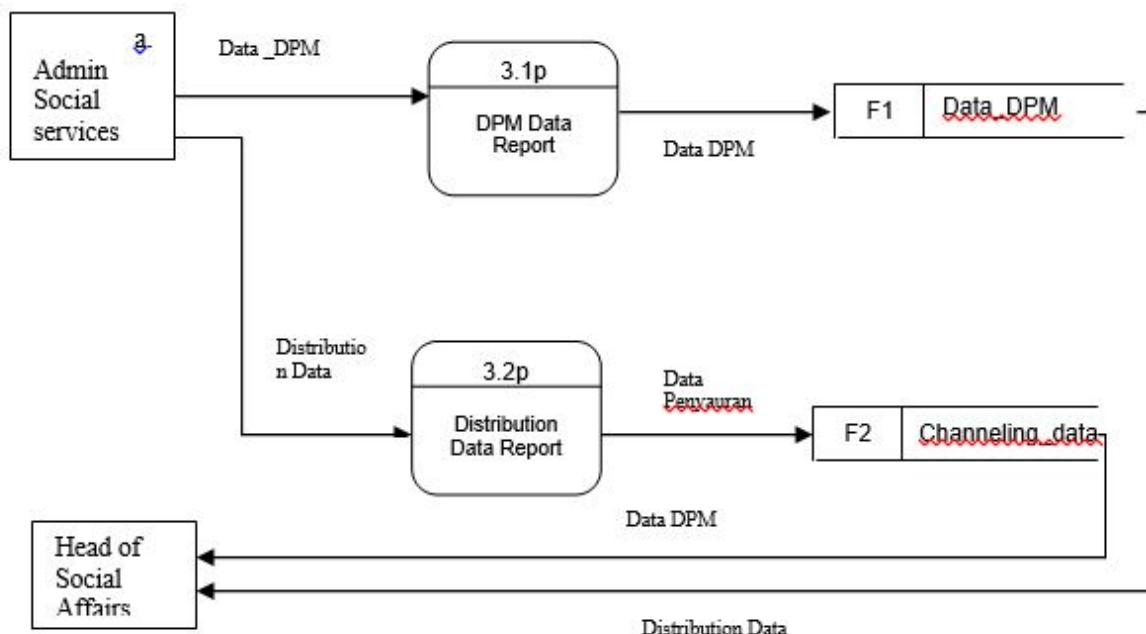 a
Admin
Social
services
Data _DPM
3.1p
DPM Data
Report
Data DPM
F1
Data_DPM
Distributio
n Data
3.2p
Distribution
Data Report
Data
Penyauran
F2
Channeling_data
Data DPM
Head of
Social
Affairs
Distribution Data